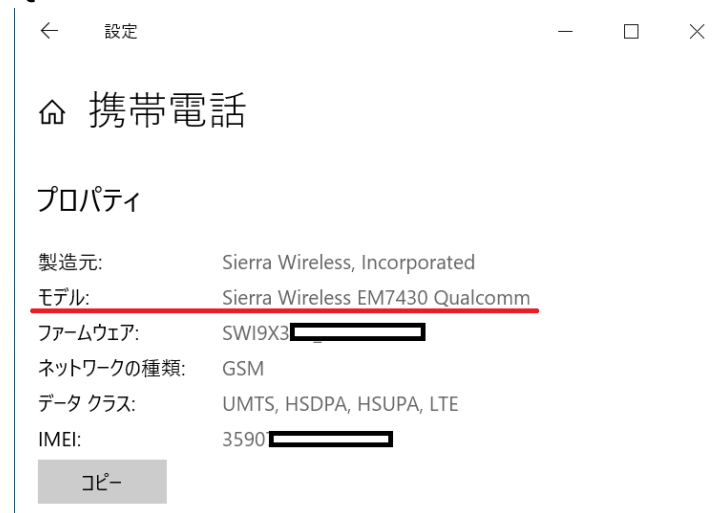 設定
携帯電話
プロパティ
製造元: Sierra Wireless, Incorporated
モデル: Sierra Wireless EM7430 Qualcomm
ファームウェア: SWI9X3
ネットワークの種類: GSM
データ クラス: UMTS, HSDPA, HSUPA, LTE
IMEI: 3590
コピー